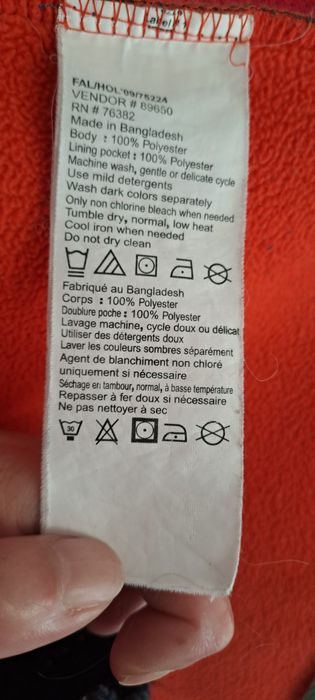 FAL/HOL'09/76224
VENDOR # 89650
RN # 76382
Made in Bangladesh
Body : 100% Polyester
Lining pocket : 100% Polyester
Machine wash, gentle or delicate cycle
Use mild detergents
Wash dark colors separately
Only non chlorine bleach when needed
Tumble dry, normal, low heat
Cool iron when needed
Do not dry clean
Fabriqué au Bangladesh
Corps : 100% Polyester
Doublure poche : 100% Polyester
Lavage machine, cycle doux ou délicat
Utiliser des détergents doux
Laver les couleurs sombres séparément
Agent de blanchiment non chloré
uniquement si nécessaire
Séchage en tambour, normal, à basse température
Repasser à fer doux si nécessaire
Ne pas nettoyer à sec
30